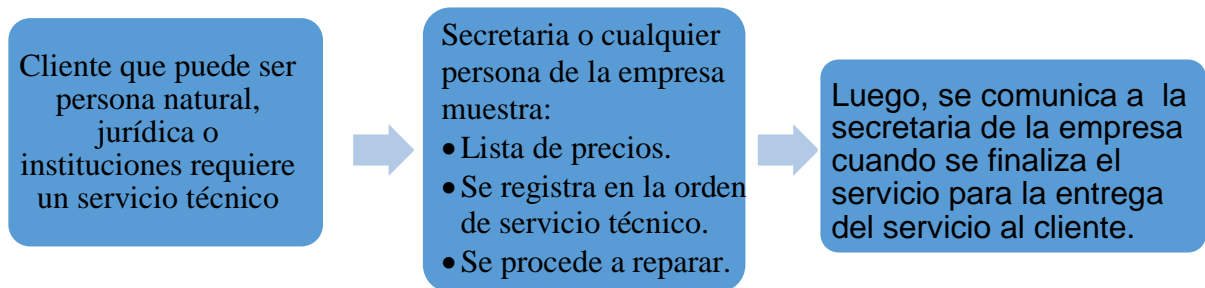 Cliente que puede ser
persona natural,
jurídica o
instituciones requiere
un servicio técnico
Secretaria o cualquier
persona de la empresa
muestra:
•Lista de precios.
•Se registra en la orden
de servicio técnico.
•Se procede a reparar.
Luego, se comunica a la
secretaria de la empresa
cuando se finaliza el
servicio para la entrega
del servicio al cliente.